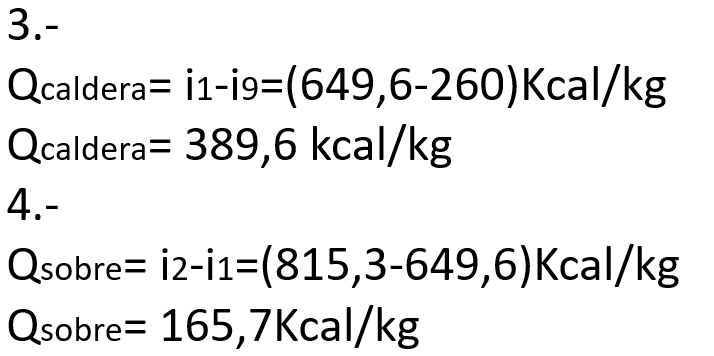 3.-
Qcaldera= i1-i9=(649,6-260)Kcal/kg
Qcaldera= 389,6 kcal/kg
4.-
Qsobre= i2-i1=(815,3-649,6)Kcal/kg
Qsobre= 165,7Kcal/kg